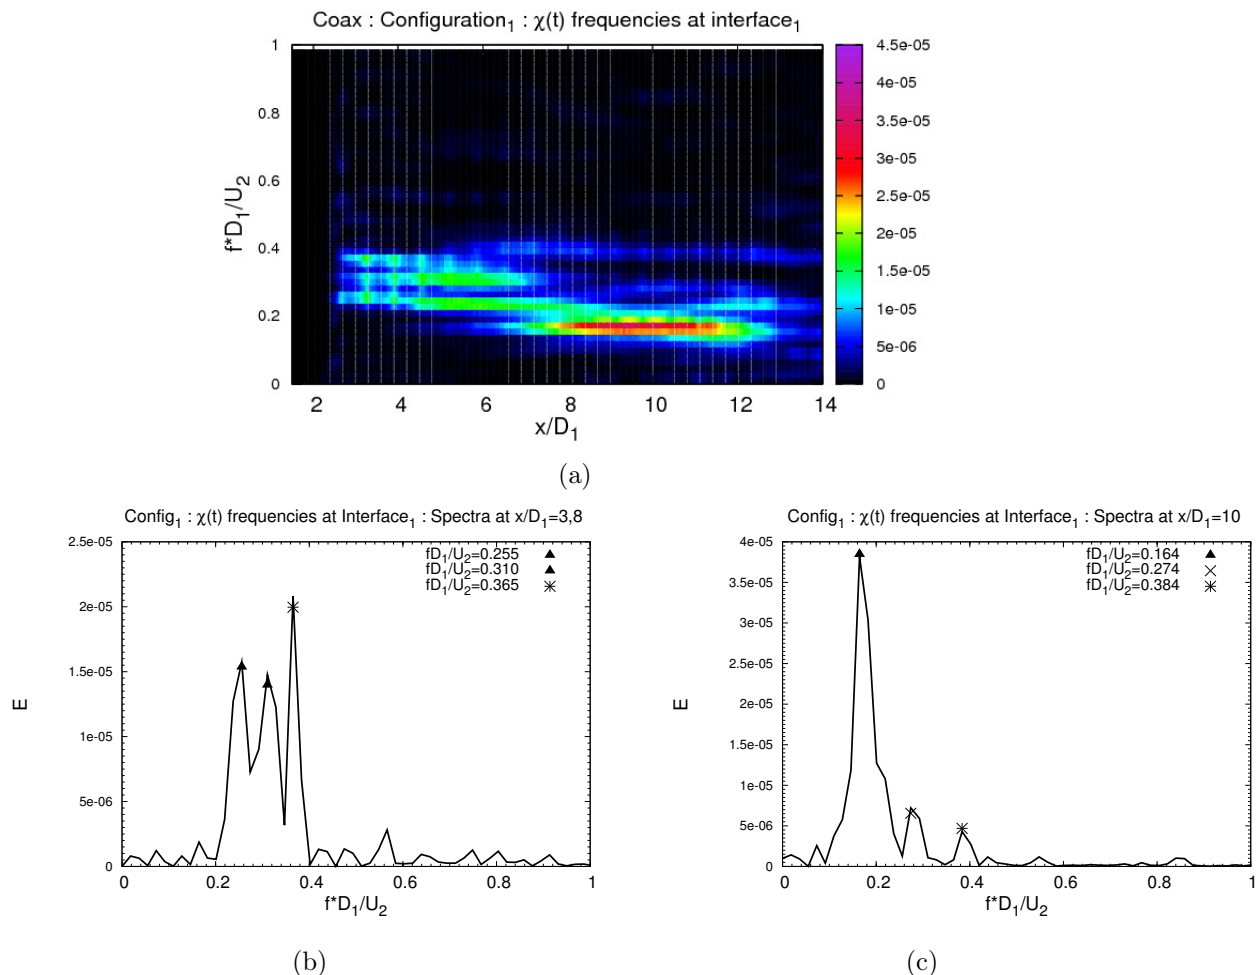 Coax : Configuration₁ : χ(t) frequencies at interface₁
f*D₁/U₂
1
0.8
0.6
0.4
0.2
0
2 4 6 8 10 12 14
x/D₁
4.5e-05
4e-05
3.5e-05
3e-05
2.5e-05
2e-05
1.5e-05
1e-05
5e-06
0
(a)
Config₁ : χ(t) frequencies at Interface₁ : Spectra at x/D₁=3,8
E
2.5e-05
2e-05
1.5e-05
1e-05
5e-06
0
fD₁/U₂=0.255
fD₁/U₂=0.310
fD₁/U₂=0.365
0 0.2 0.4 0.6 0.8 1
f*D₁/U₂
(b)
Config₁ : χ(t) frequencies at Interface₁ : Spectra at x/D₁=10
E
4e-05
3.5e-05
3e-05
2.5e-05
2e-05
1.5e-05
1e-05
5e-06
0
fD₁/U₂=0.164
fD₁/U₂=0.274
fD₁/U₂=0.384
0 0.2 0.4 0.6 0.8 1
f*D₁/U₂
(c)